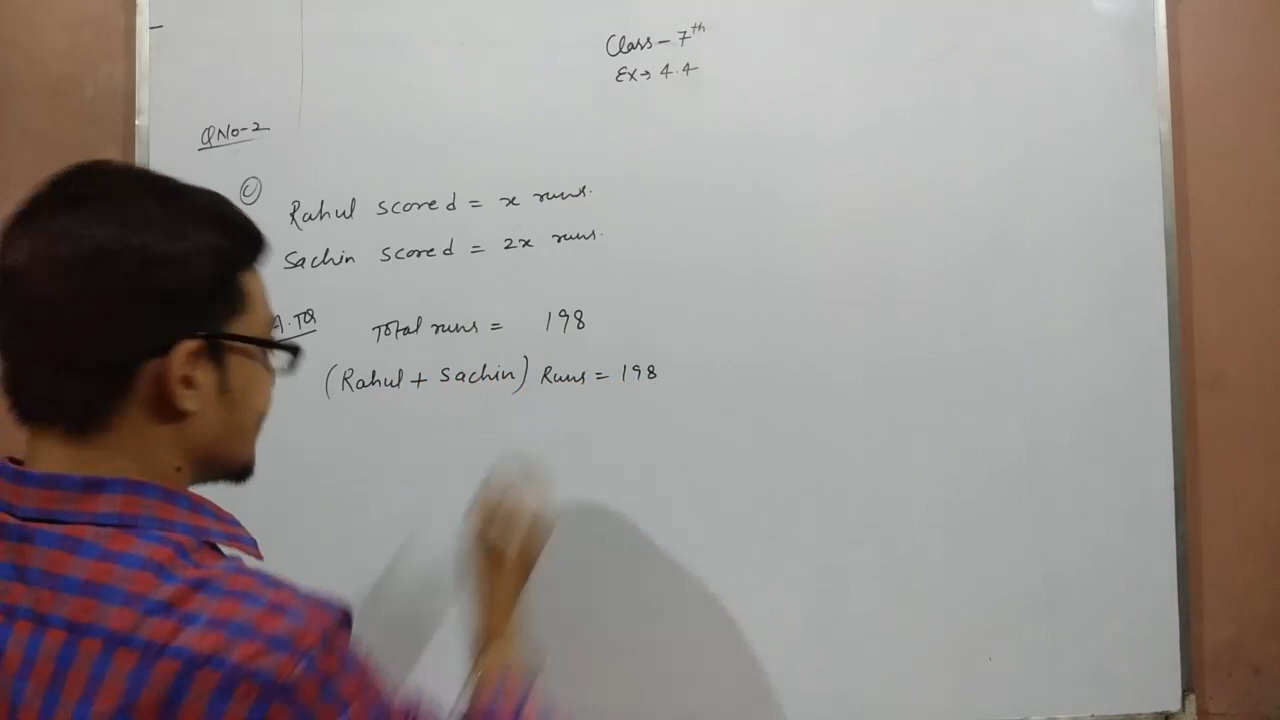 Class - 7th
Ex → 4.4
QNo-2
(c)
Rahul scored = x runs.
Sachin scored = 2x runs.
A.TQ Total runs = 198
(Rahul + Sachin) Runs = 198